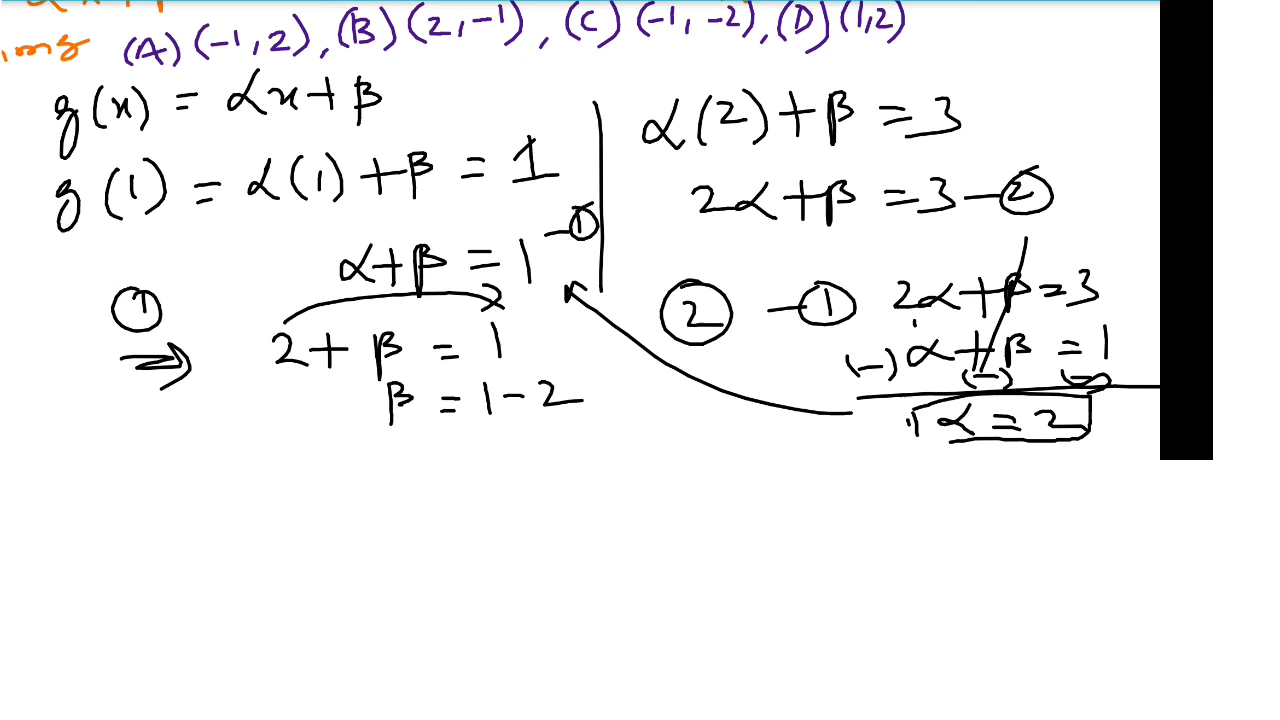 (A) (-1, 2), (B) (2, -1), (C) (-1, -2), (D) (1,2)
g(x) = αx+β
g(1) = α(1)+β = 1
α+β = 1 -①
① ⇒ 2+β = 1
β = 1-2
α(2)+β = 3
2α+β = 3-②
② - ① 2α+β=3
α+β = 1
(-) (-) (-)
α = 2